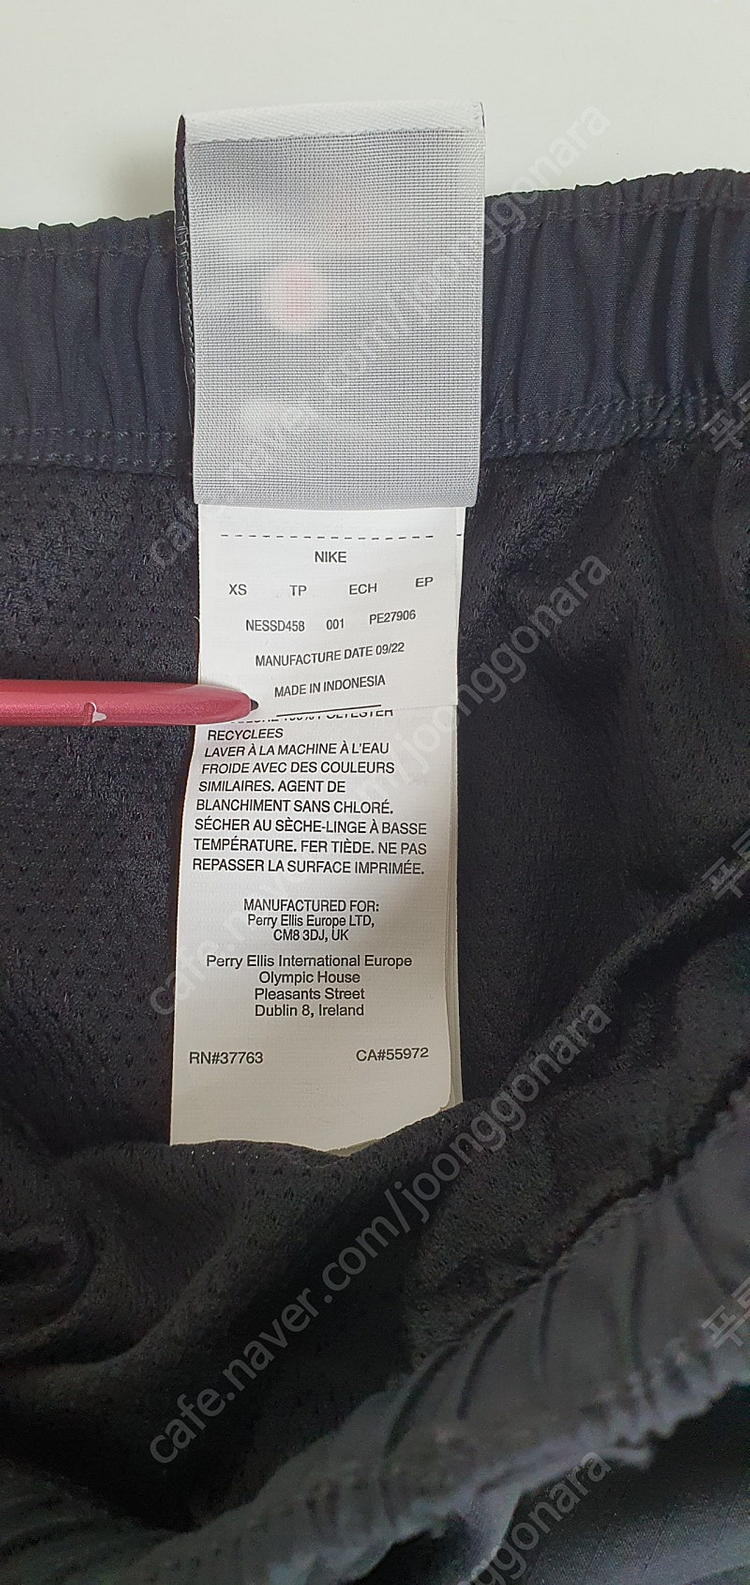 NIKE
XS TP ECH EP
NESSD458 001 PE27906
MANUFACTURE DATE 09/22
MADE IN INDONESIA
POLYESTER
RECYCLEES
LAVER À LA MACHINE À L'EAU
FROIDE AVEC DES COULEURS
SIMILAIRES. AGENT DE
BLANCHIMENT SANS CHLORÉ.
SÉCHER AU SÈCHE-LINGE À BASSE
TEMPÉRATURE. FER TIÈDE. NE PAS
REPASSER LA SURFACE IMPRIMÉE.
MANUFACTURED FOR:
Perry Ellis Europe LTD,
CM8 3DJ, UK
Perry Ellis International Europe
Olympic House
Pleasants Street
Dublin 8, Ireland
RN#37763 CA#55972
cafe.naver.com/joonggonara